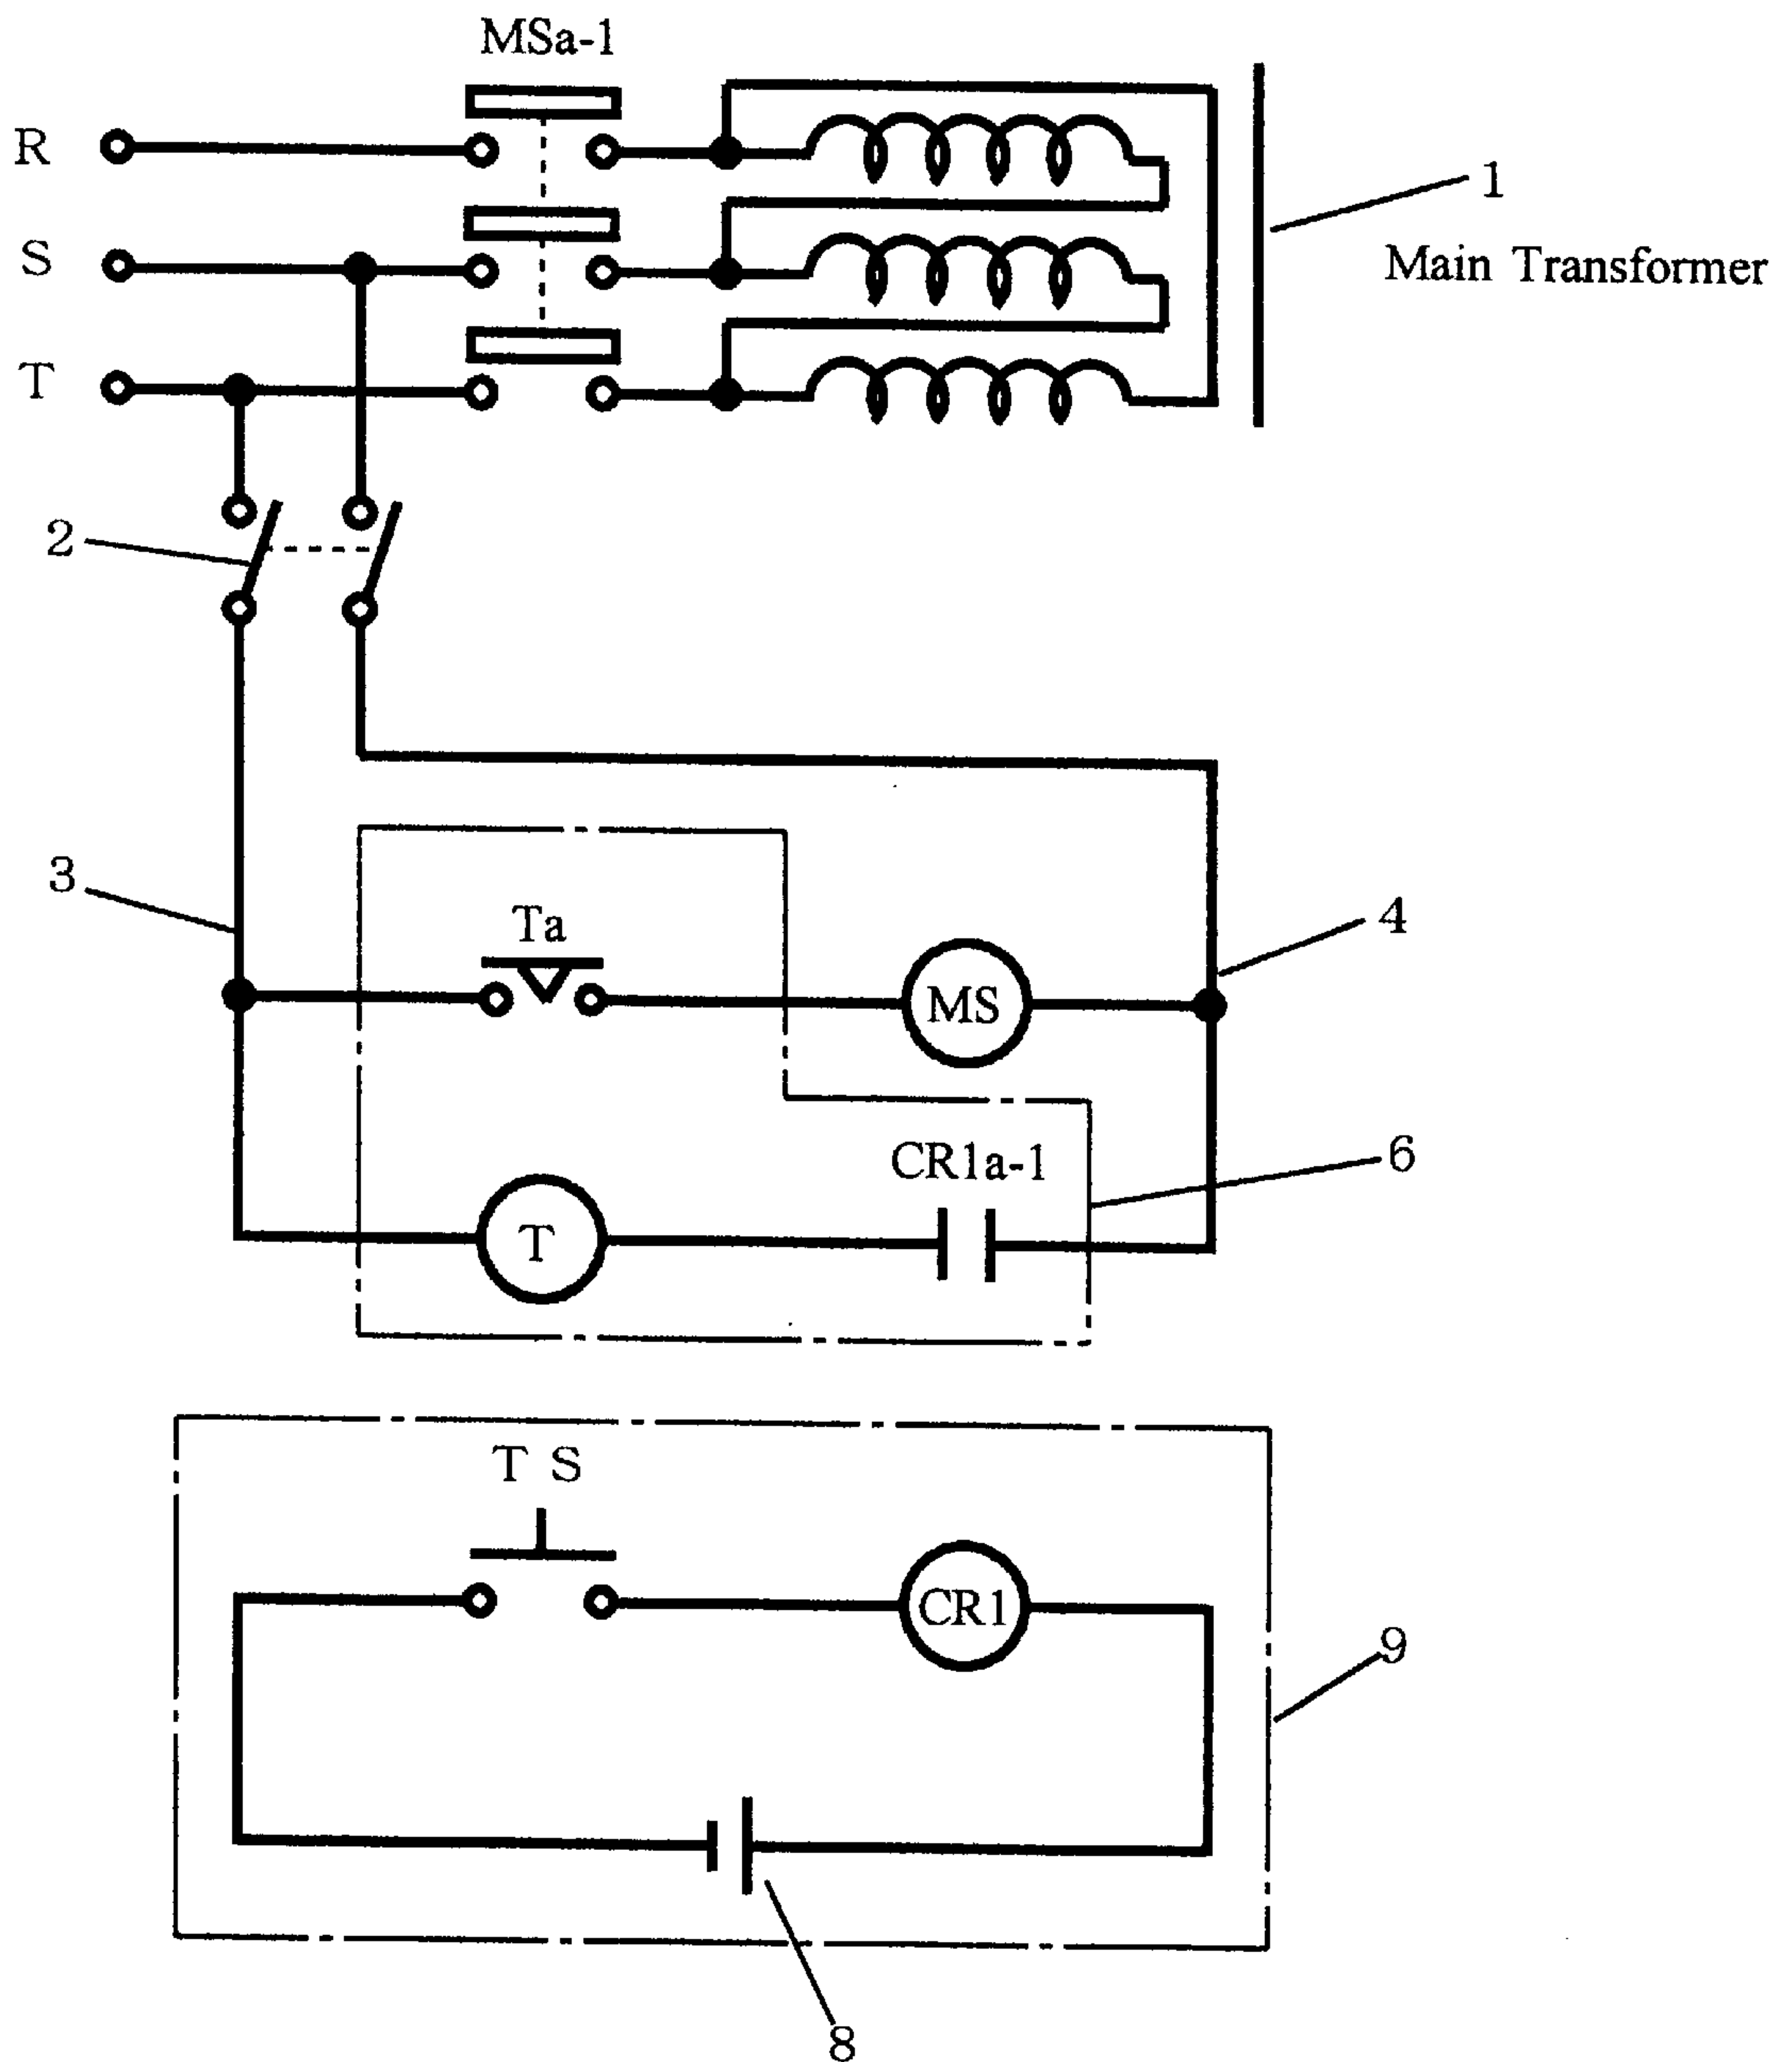 MSa-1
R
1
S
Main Transformer
T
2
3
Ta
4
MS
CR1a-1
6
T
T S
CR1
9
8